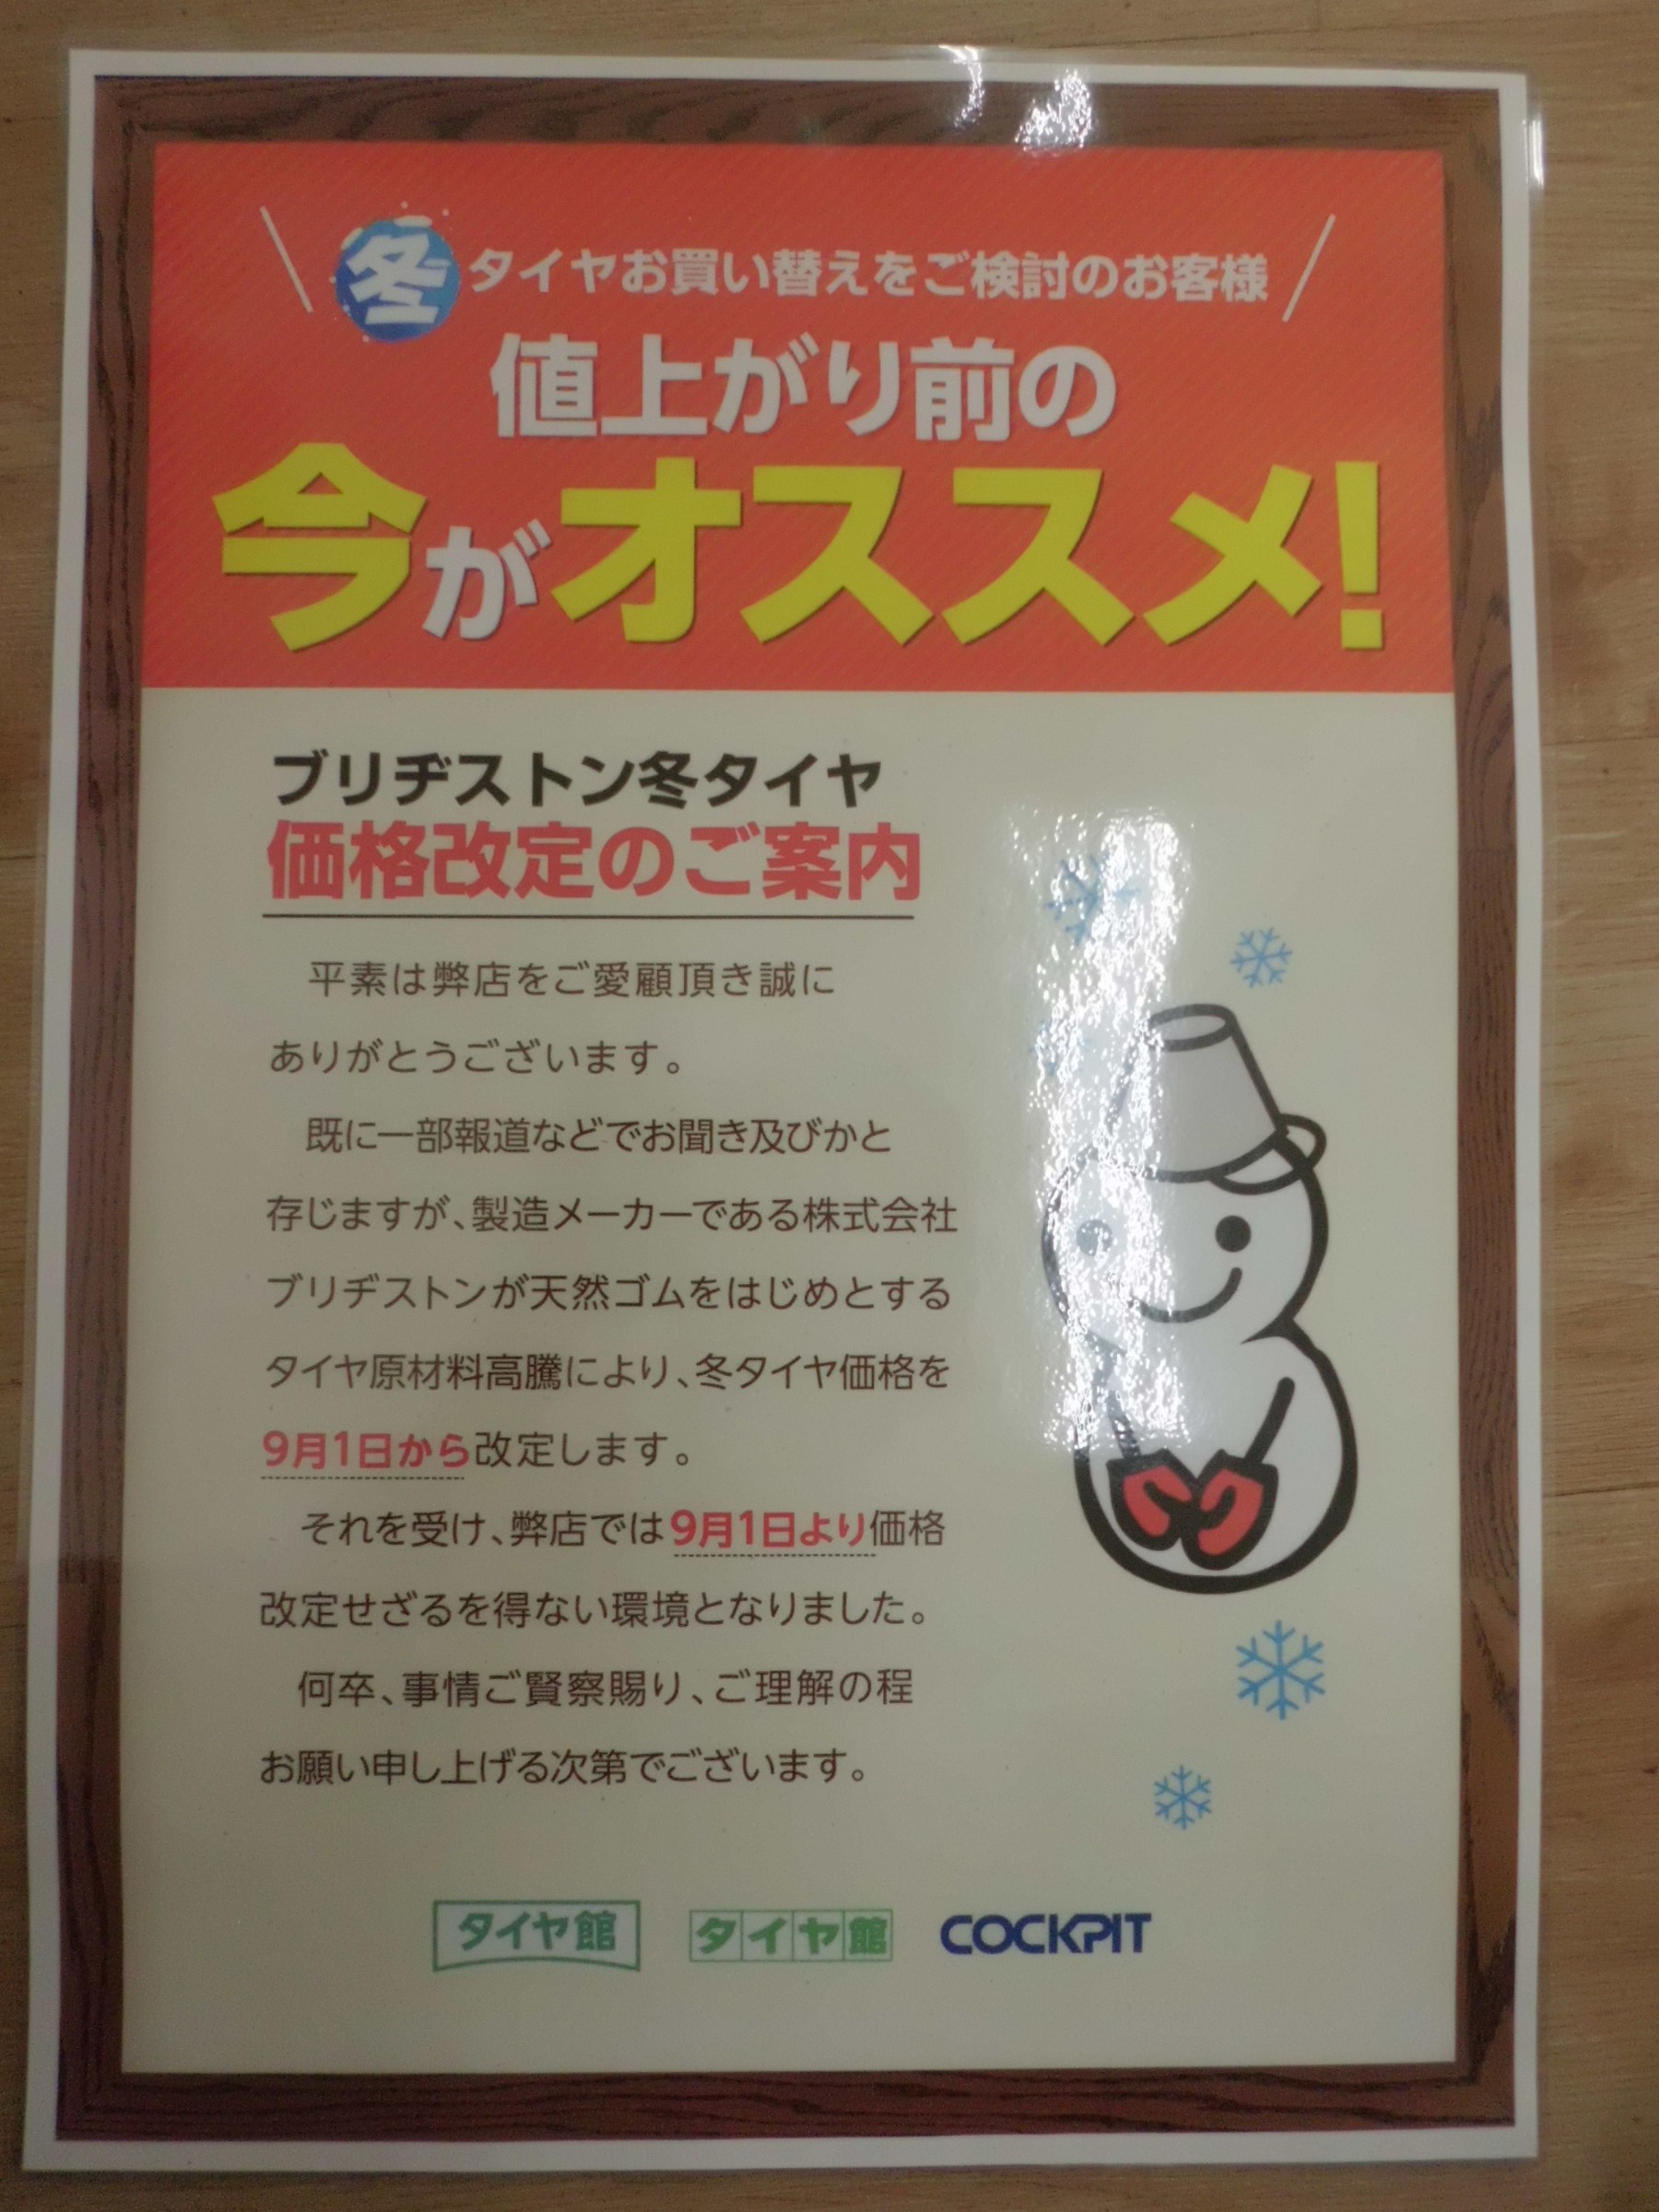 冬タイヤお買い替えをご検討のお客様
値上がり前の
今がオススメ!
ブリヂストン冬タイヤ
価格改定のご案内
平素は弊店をご愛顧頂き誠に
ありがとうございます。
既に一部報道などでお聞き及びかと
存じますが、製造メーカーである株式会社
ブリヂストンが天然ゴムをはじめとする
タイヤ原材料高騰により、冬タイヤ価格を
9月1日から改定します。
それを受け、弊店では9月1日より価格
改定せざるを得ない環境となりました。
何卒、事情ご賢察賜り、ご理解の程
お願い申し上げる次第でございます。
タイヤ館 タイヤ館 COCKPIT